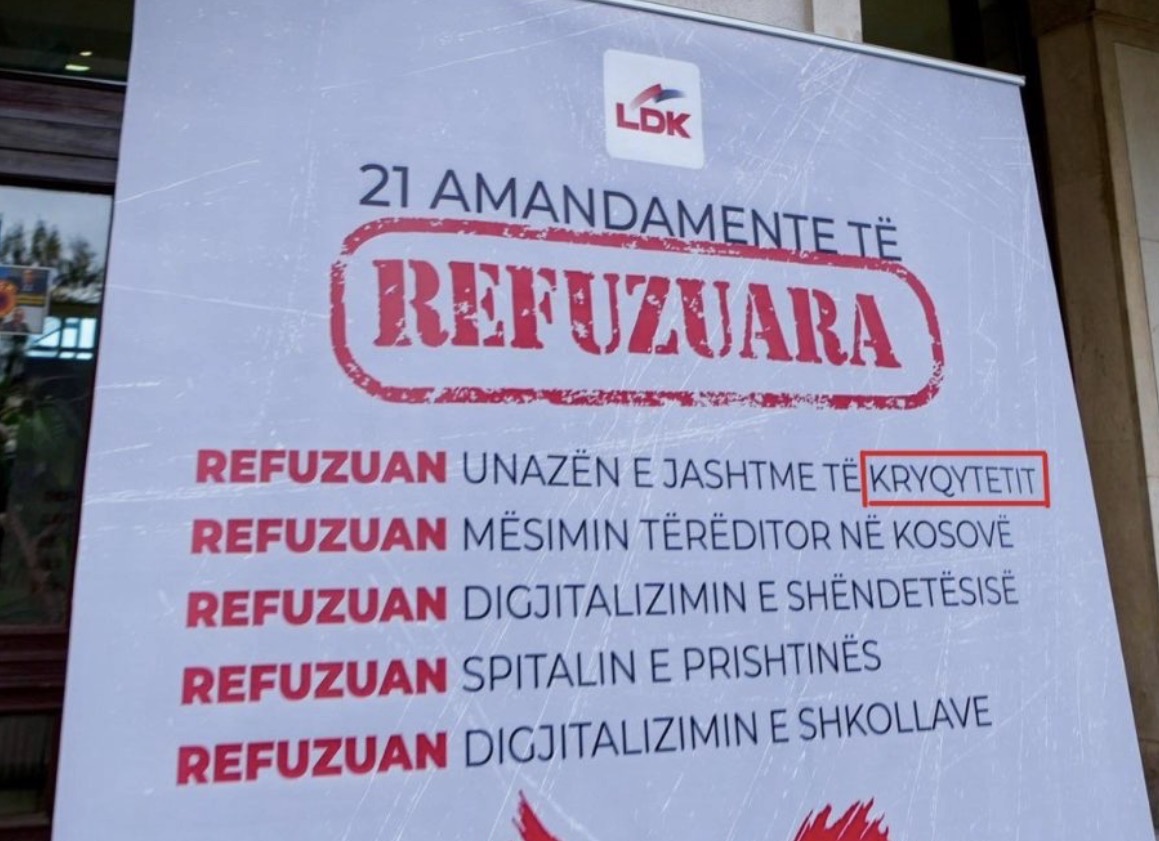 LDK
21 AMANDAMENTE TË
REFUZUARA
REFUZUAN UNAZËN E JASHTME TË KRYQYTETIT
REFUZUAN MËSIMIN TËRËDITOR NË KOSOVË
REFUZUAN DIGJITALIZIMIN E SHËNDETËSISË
REFUZUAN SPITALIN E PRISHTINËS
REFUZUAN DIGJITALIZIMIN E SHKOLLAVE